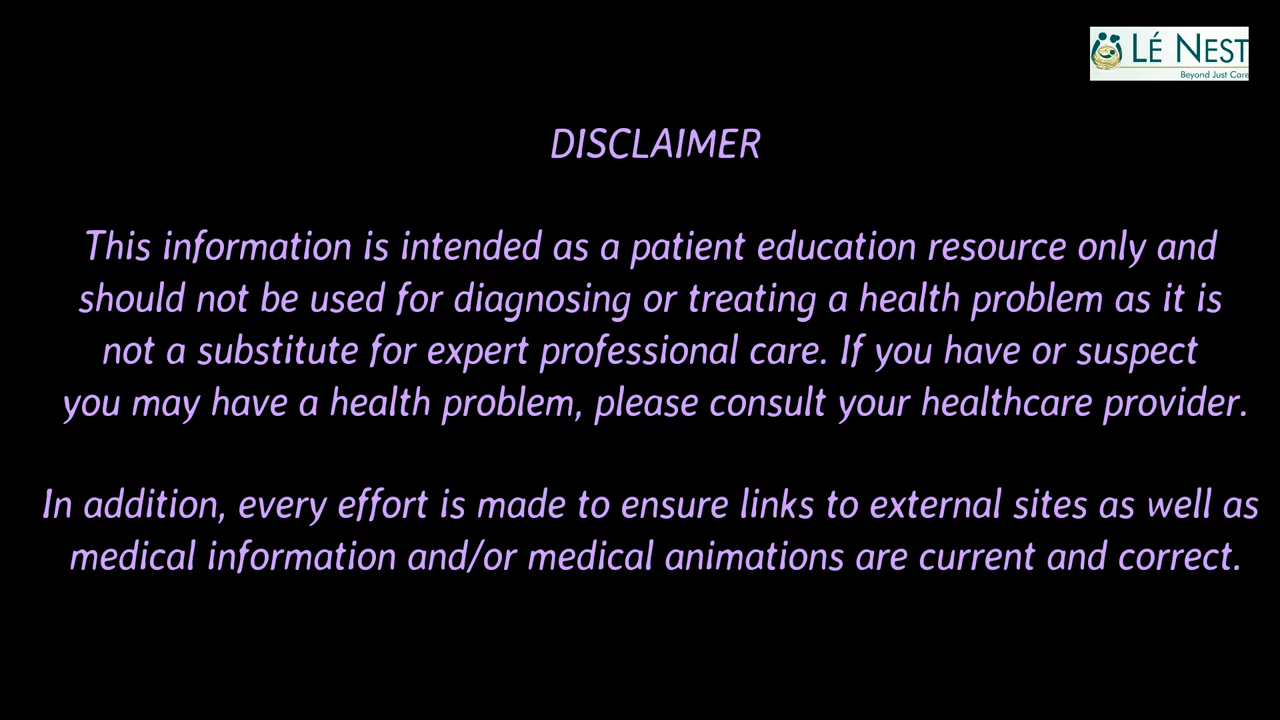 LÉ NEST
Beyond Just Care
DISCLAIMER
This information is intended as a patient education resource only and
should not be used for diagnosing or treating a health problem as it is
not a substitute for expert professional care. If you have or suspect
you may have a health problem, please consult your healthcare provider.
In addition, every effort is made to ensure links to external sites as well as
medical information and/or medical animations are current and correct.